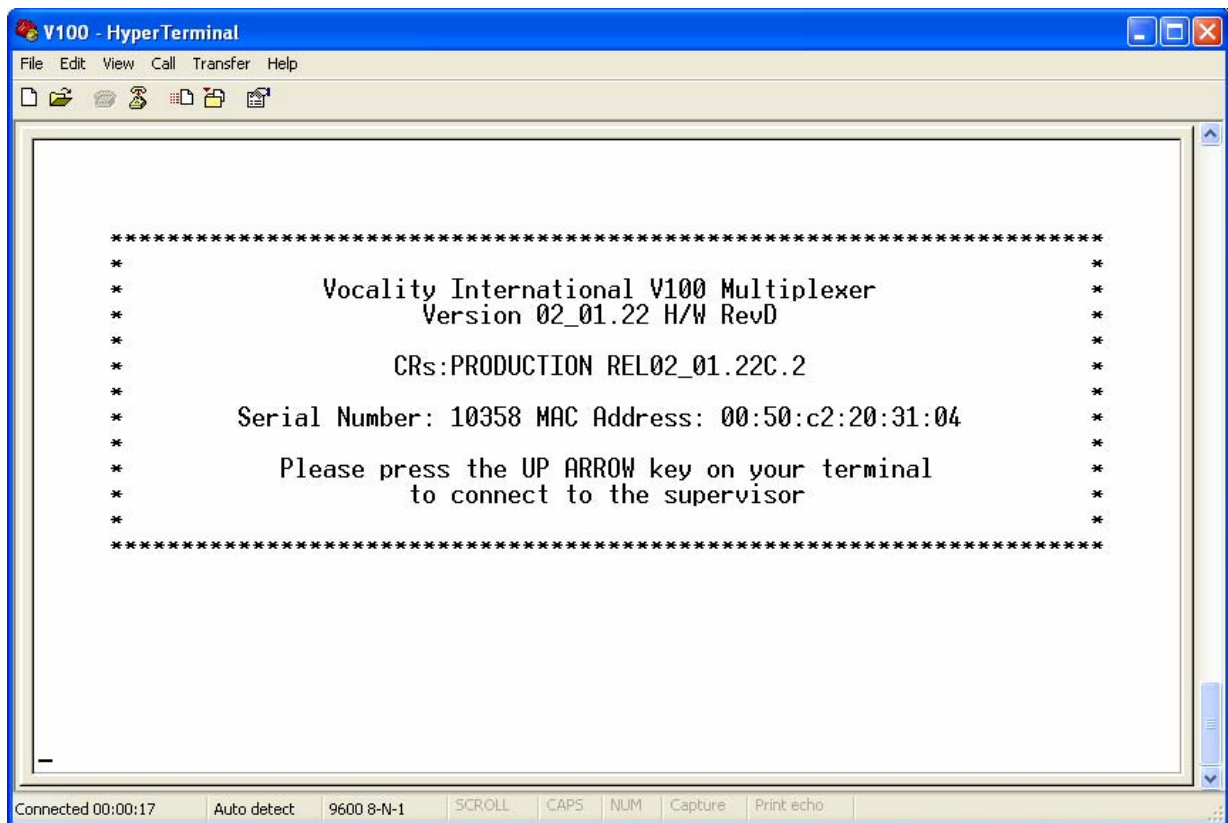 V100 - HyperTerminal
File Edit View Call Transfer Help
**********************************************************************
* *
* Vocality International V100 Multiplexer *
* Version 02_01.22 H/W RevD *
* *
* CRs:PRODUCTION REL02_01.22C.2 *
* *
* Serial Number: 10358 MAC Address: 00:50:c2:20:31:04 *
* *
* Please press the UP ARROW key on your terminal *
* to connect to the supervisor *
* *
**********************************************************************
_
Connected 00:00:17 Auto detect 9600 8-N-1 SCROLL CAPS NUM Capture Print echo